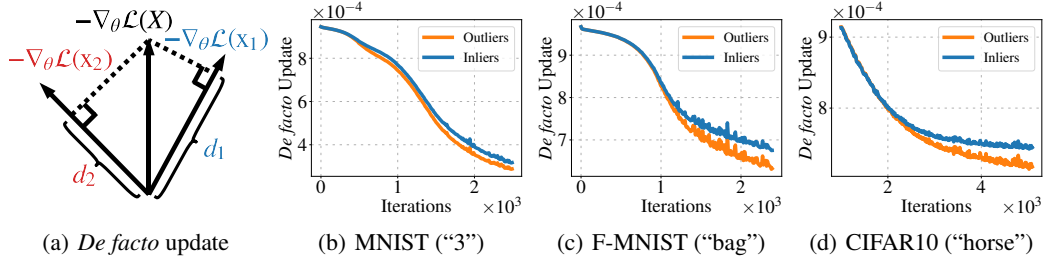 −∇θL(X)
−∇θL(x₁)
−∇θL(x₂)
d₁
d₂
(a) De facto update
×10⁻⁴
De facto Update
8
6
4
0
1
2
Iterations
×10³
Outliers
Inliers
(b) MNIST (“3”)
×10⁻⁴
De facto Update
9
8
7
6
0
1
2
Iterations
×10³
Outliers
Inliers
(c) F-MNIST (“bag”)
×10⁻⁴
De facto Update
9
8
2
4
Iterations
×10³
Outliers
Inliers
(d) CIFAR10 (“horse”)